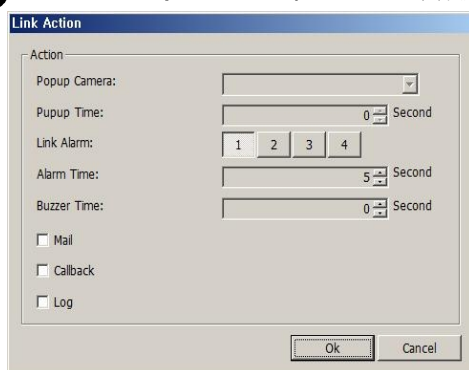 Link Action
Action
Popup Camera:
Pupup Time: 0 Second
Link Alarm: 1 2 3 4
Alarm Time: 5 Second
Buzzer Time: 0 Second
Mail
Callback
Log
Ok Cancel